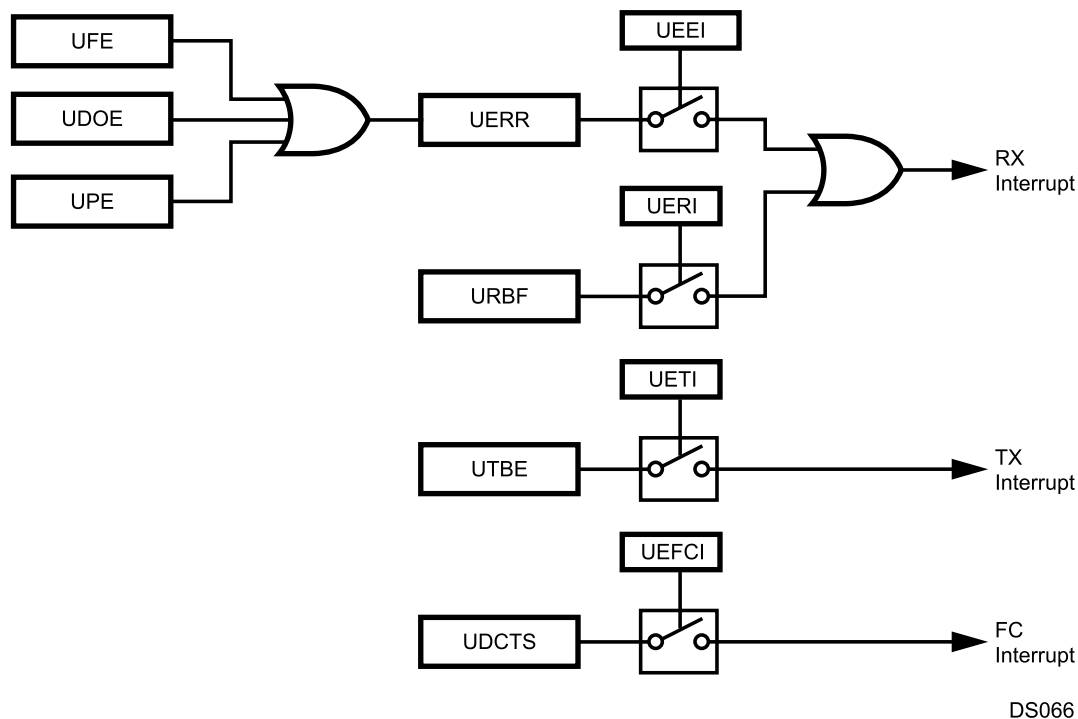 UFE
UDOE
UPE
UERR
UEEI
UERI
URBF
RX
Interrupt
UETI
UTBE
TX
Interrupt
UEFCI
UDCTS
FC
Interrupt
DS066